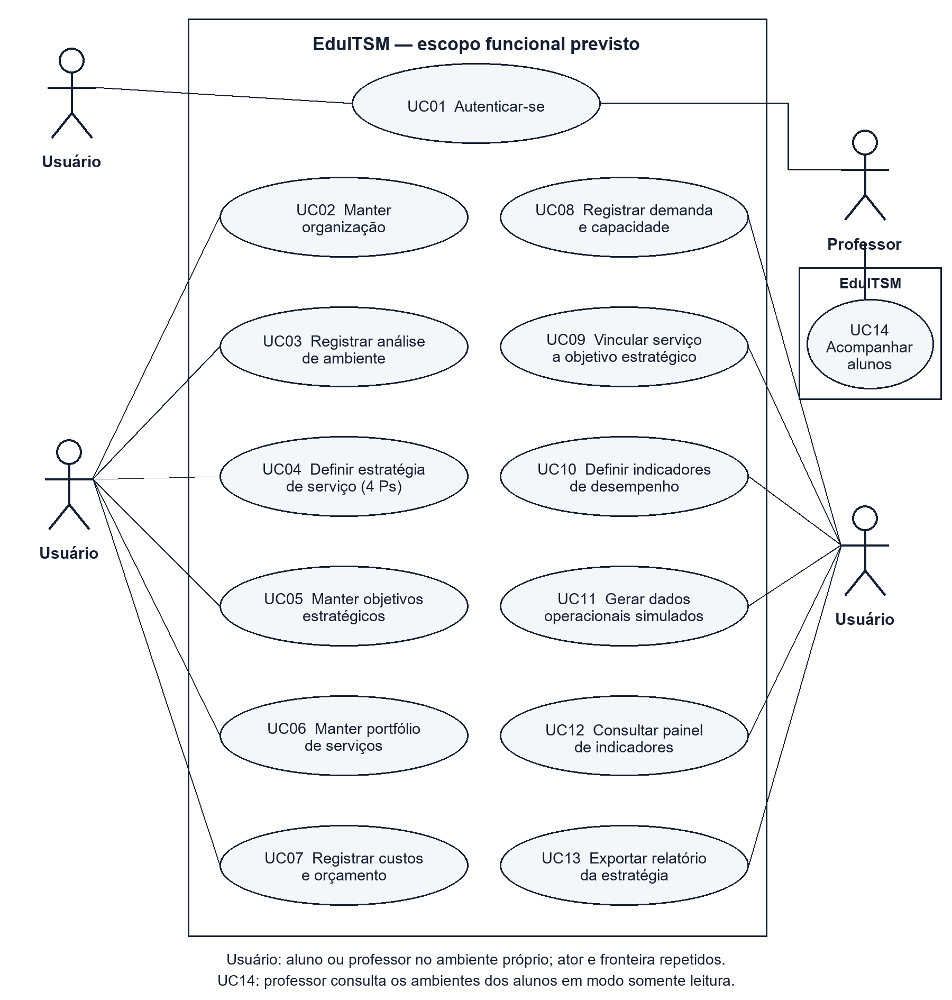 EduITSM — escopo funcional previsto
UC01 Autenticar-se
Usuário
UC02 Manter
organização
UC08 Registrar demanda
e capacidade
Professor
EduITSM
UC14
Acompanhar
alunos
UC03 Registrar análise
de ambiente
UC09 Vincular serviço
a objetivo estratégico
UC04 Definir estratégia
de serviço (4 Ps)
UC10 Definir indicadores
de desempenho
Usuário
UC05 Manter objetivos
estratégicos
UC11 Gerar dados
operacionais simulados
Usuário
UC06 Manter portfólio
de serviços
UC12 Consultar painel
de indicadores
UC07 Registrar custos
e orçamento
UC13 Exportar relatório
da estratégia
Usuário: aluno ou professor no ambiente próprio; ator e fronteira repetidos.
UC14: professor consulta os ambientes dos alunos em modo somente leitura.